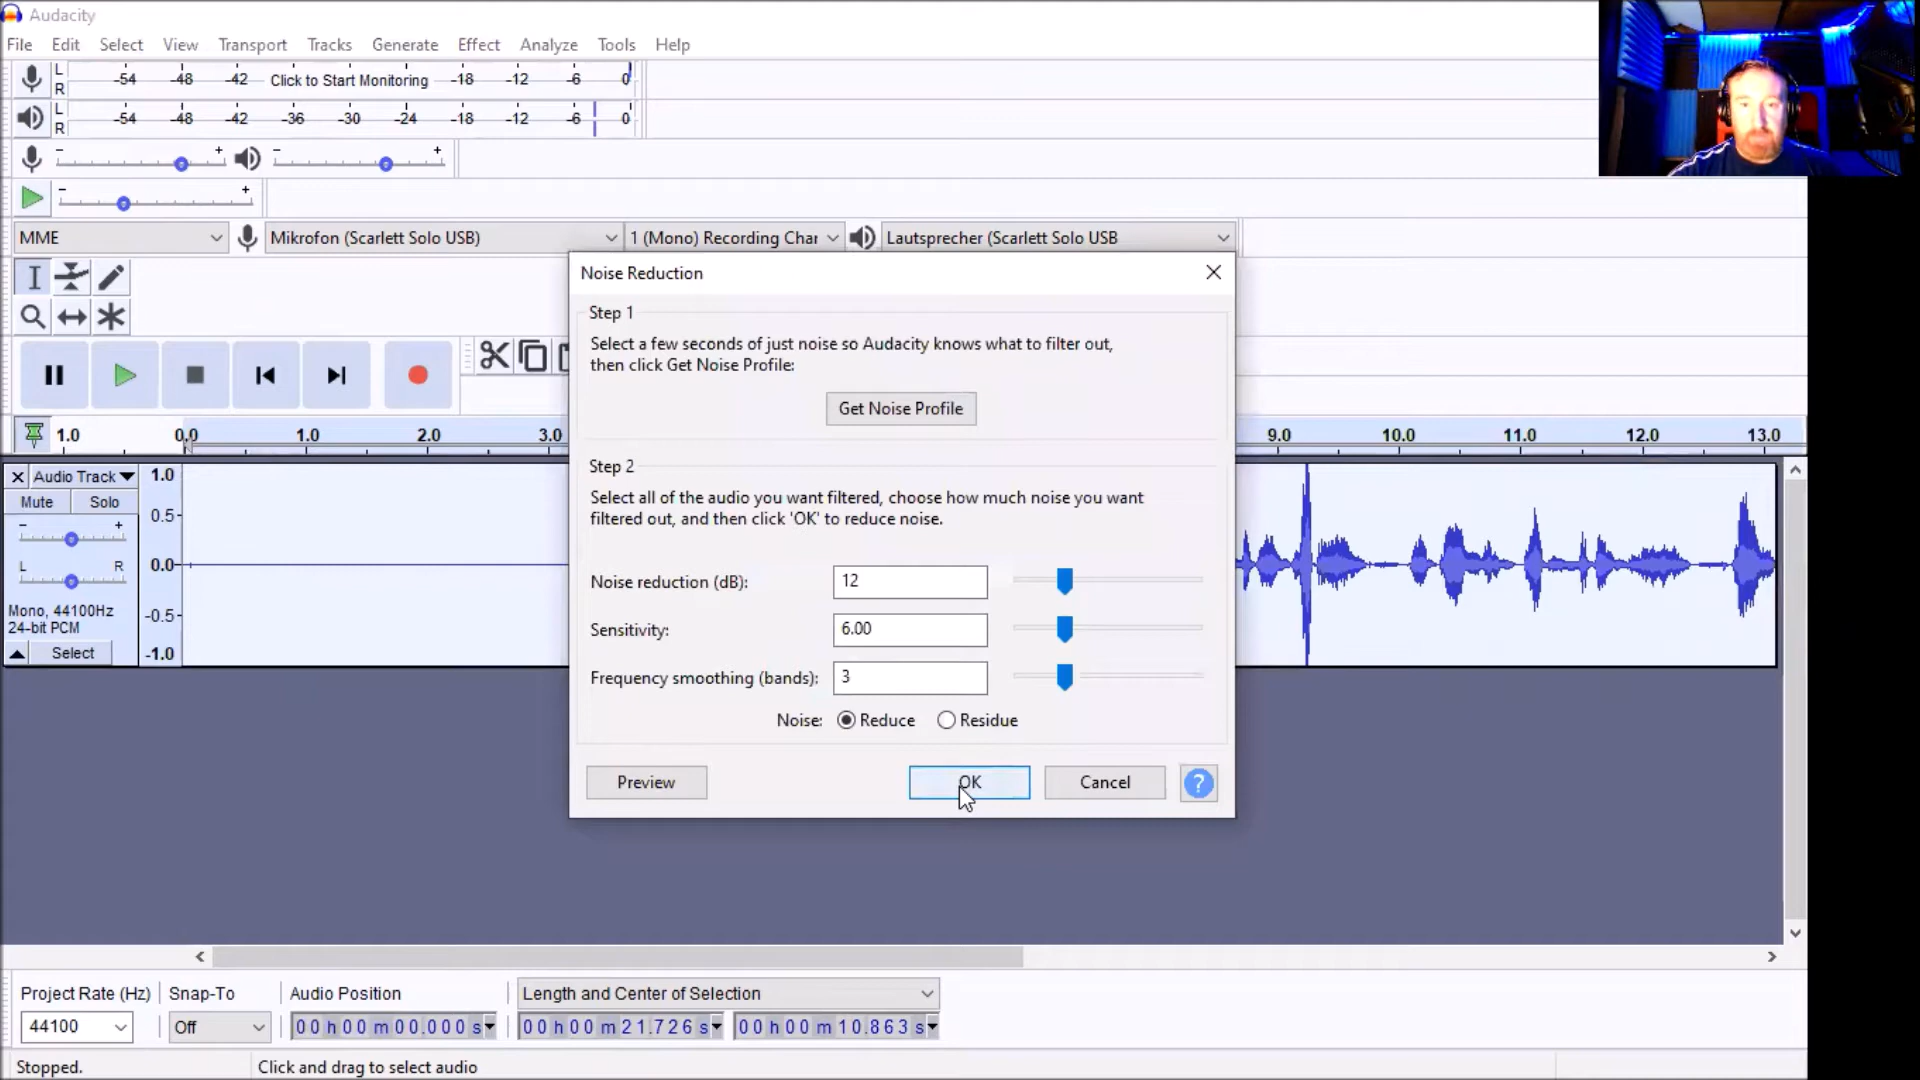 Audacity
File Edit Select View Transport Tracks Generate Effect Analyze Tools Help
L
R
-54 -48 -42 Click to Start Monitoring -18 -12 -6 0
L
R
-54 -48 -42 -36 -30 -24 -18 -12 -6 0
- + - +
- +
MME Mikrofon (Scarlett Solo USB) 1 (Mono) Recording Char Lautsprecher (Scarlett Solo USB
Noise Reduction
Step 1
Select a few seconds of just noise so Audacity knows what to filter out,
then click Get Noise Profile:
Get Noise Profile
1.0 0.0 1.0 2.0 3.0 9.0 10.0 11.0 12.0 13.0
Step 2
Select all of the audio you want filtered, choose how much noise you want
filtered out, and then click 'OK' to reduce noise.
Noise reduction (dB): 12
Sensitivity: 6.00
Frequency smoothing (bands): 3
Noise: Reduce Residue
Preview OK Cancel ?
Audio Track
Mute Solo
- +
L R
Mono, 44100Hz
24-bit PCM
Select
1.0
0.5-
0.0-
-0.5-
-1.0
Project Rate (Hz) Snap-To Audio Position Length and Center of Selection
44100 Off 00 h 00 m 00.000 s 00 h 00 m 21.726 s 00 h 00 m 10.863 s
Stopped. Click and drag to select audio